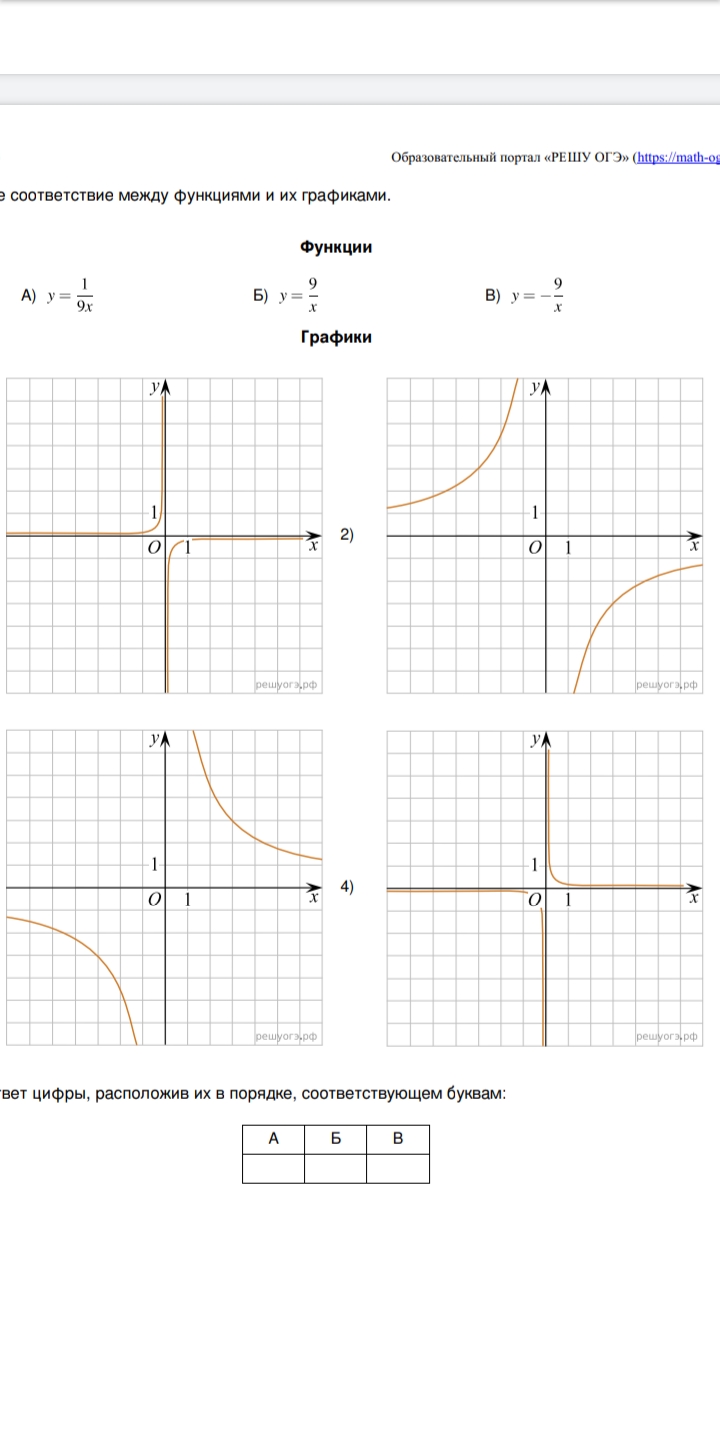 Образовательный портал «РЕШУ ОГЭ» (https://math-og
е соответствие между функциями и их графиками.
Функции
А) y = 1/(9x) Б) y = 9/x В) y = −9/x
Графики
y 1 O 1 x решуогэ.рф
2) y 1 O 1 x решуогэ.рф
y 1 O 1 x решуогэ.рф
4) y 1 O 1 x решуогэ.рф
вет цифры, расположив их в порядке, соответствующем буквам:
А Б В